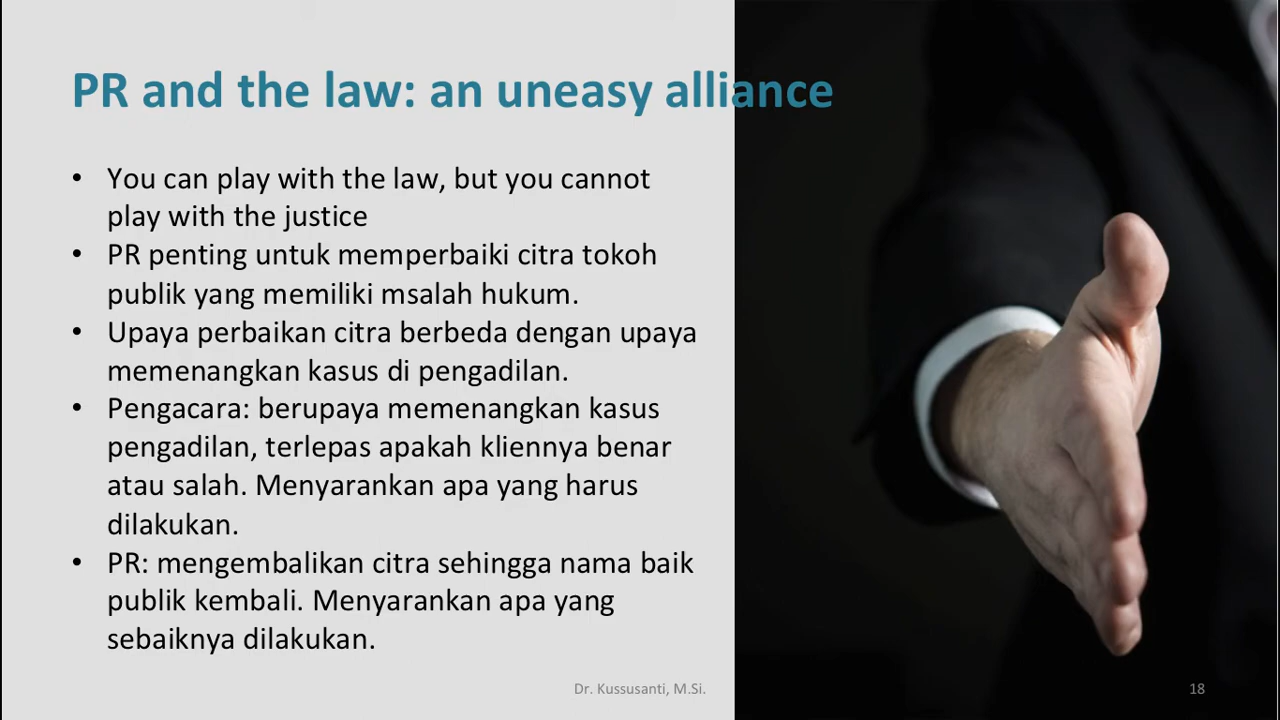 PR and the law: an uneasy alliance
• You can play with the law, but you cannot
play with the justice
• PR penting untuk memperbaiki citra tokoh
publik yang memiliki msalah hukum.
• Upaya perbaikan citra berbeda dengan upaya
memenangkan kasus di pengadilan.
• Pengacara: berupaya memenangkan kasus
pengadilan, terlepas apakah kliennya benar
atau salah. Menyarankan apa yang harus
dilakukan.
• PR: mengembalikan citra sehingga nama baik
publik kembali. Menyarankan apa yang
sebaiknya dilakukan.
Dr. Kussusanti, M.Si.
18